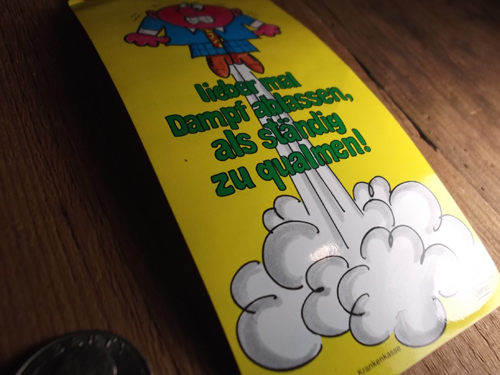 lieber mal
Dampf ablassen,
als ständig
zu qualmen!
Krankenkasse